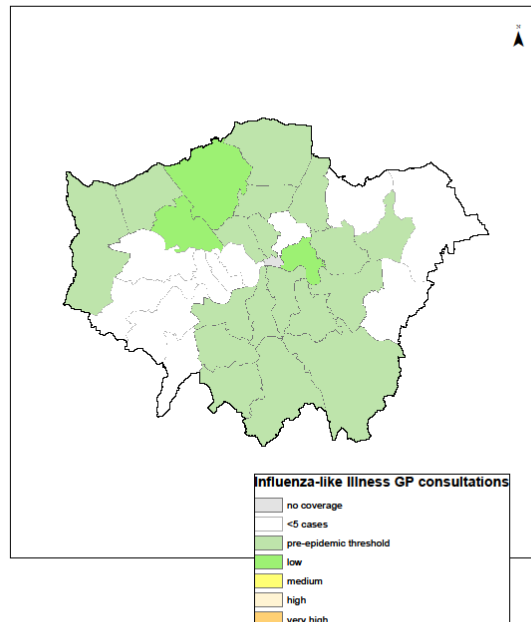 Influenza-like Illness GP consultations
no coverage
<5 cases
pre-epidemic threshold
low
medium
high
very high